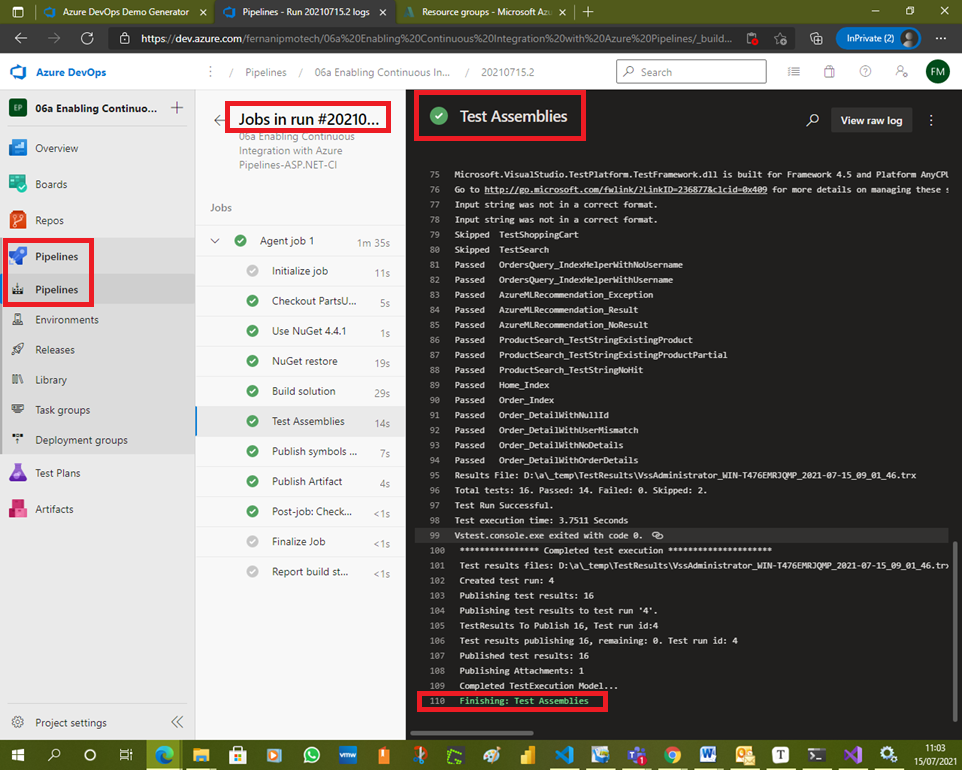 Azure DevOps Demo Generator
Pipelines - Run 20210715.2 logs
Resource groups - Microsoft Azu
https://dev.azure.com/fernanipmotech/06a%20Enabling%20Continuous%20Integration%20with%20Azure%20Pipelines/_build...
InPrivate (2)
Azure DevOps
/ Pipelines / 06a Enabling Continuous In... / 20210715.2
Search
FM
EP
06a Enabling Continuo...
Overview
Boards
Repos
Pipelines
Pipelines
Environments
Releases
Library
Task groups
Deployment groups
Test Plans
Artifacts
Project settings
Jobs in run #20210...
06a Enabling Continuous
Integration with Azure
Pipelines-ASP.NET-CI
Jobs
Agent job 1 1m 35s
Initialize job 11s
Checkout PartsU... 5s
Use NuGet 4.4.1 1s
NuGet restore 19s
Build solution 29s
Test Assemblies 14s
Publish symbols ... 7s
Publish Artifact 4s
Post-job: Check... <1s
Finalize Job <1s
Report build st... <1s
Test Assemblies
View raw log
75 Microsoft.VisualStudio.TestPlatform.TestFramework.dll is built for Framework 4.5 and Platform AnyCPU
76 Go to http://go.microsoft.com/fwlink/?LinkID=236877&clcid=0x409 for more details on managing these s
77 Input string was not in a correct format.
78 Input string was not in a correct format.
79 Skipped TestShoppingCart
80 Skipped TestSearch
81 Passed OrdersQuery_IndexHelperWithNoUsername
82 Passed OrdersQuery_IndexHelperWithUsername
83 Passed AzureMLRecommendation_Exception
84 Passed AzureMLRecommendation_Result
85 Passed AzureMLRecommendation_NoResult
86 Passed ProductSearch_TestStringExistingProduct
87 Passed ProductSearch_TestStringExistingProductPartial
88 Passed ProductSearch_TestStringNoHit
89 Passed Home_Index
90 Passed Order_Index
91 Passed Order_DetailWithNullId
92 Passed Order_DetailWithUserMismatch
93 Passed Order_DetailWithNoDetails
94 Passed Order_DetailWithOrderDetails
95 Results File: D:\a\_temp\TestResults\VssAdministrator_WIN-T476EMRJQMP_2021-07-15_09_01_46.trx
96 Total tests: 16. Passed: 14. Failed: 0. Skipped: 2.
97 Test Run Successful.
98 Test execution time: 3.7511 Seconds
99 Vstest.console.exe exited with code 0.
100 **************** Completed test execution *********************
101 Test results files: D:\a\_temp\TestResults\VssAdministrator_WIN-T476EMRJQMP_2021-07-15_09_01_46.trx
102 Created test run: 4
103 Publishing test results: 16
104 Publishing test results to test run '4'.
105 TestResults To Publish 16, Test run id:4
106 Test results publishing 16, remaining: 0. Test run id: 4
107 Published test results: 16
108 Publishing Attachments: 1
109 Completed TestExecution Model...
110 Finishing: Test Assemblies
vmw
1
T
11:03
15/07/2021